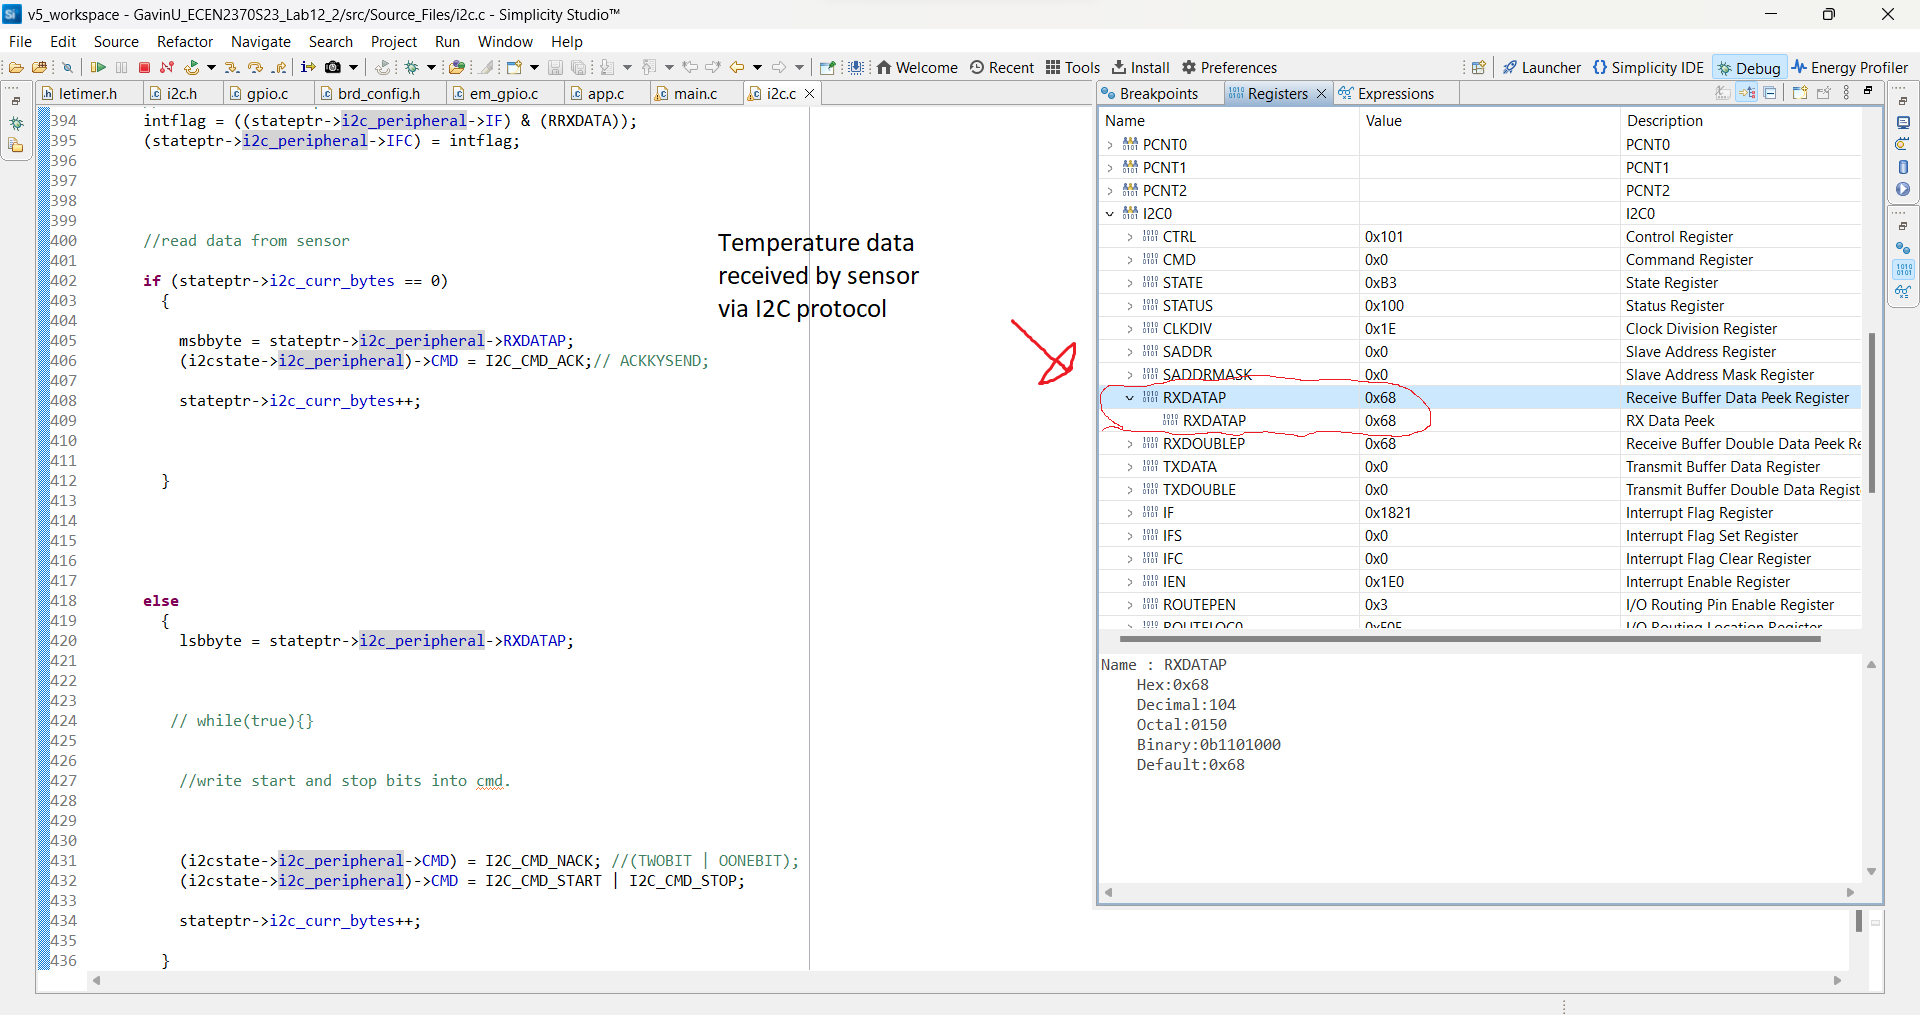 v5_workspace - GavinU_ECEN2370S23_Lab12_2/src/Source_Files/i2c.c - Simplicity Studio™
File Edit Source Refactor Navigate Search Project Run Window Help
Welcome Recent Tools Install Preferences Launcher Simplicity IDE Debug Energy Profiler
letimer.h i2c.h gpio.c brd_config.h em_gpio.c app.c main.c i2c.c
394 intflag = ((stateptr->i2c_peripheral->IF) & (RRXDATA));
395 (stateptr->i2c_peripheral->IFC) = intflag;
396
397
398
399
400 //read data from sensor
401
402 if (stateptr->i2c_curr_bytes == 0)
403 {
404
405 msbbyte = stateptr->i2c_peripheral->RXDATAP;
406 (i2cstate->i2c_peripheral)->CMD = I2C_CMD_ACK;// ACKKYSEND;
407
408 stateptr->i2c_curr_bytes++;
409
410
411
412 }
413
414
415
416
417
418 else
419 {
420 lsbbyte = stateptr->i2c_peripheral->RXDATAP;
421
422
423
424 // while(true){}
425
426
427 //write start and stop bits into cmd.
428
429
430
431 (i2cstate->i2c_peripheral->CMD) = I2C_CMD_NACK; //(TWOBIT | OONEBIT);
432 (i2cstate->i2c_peripheral)->CMD = I2C_CMD_START | I2C_CMD_STOP;
433
434 stateptr->i2c_curr_bytes++;
435
436 }
Temperature data
received by sensor
via I2C protocol
Breakpoints Registers Expressions
Name Value Description
PCNT0 PCNT0
PCNT1 PCNT1
PCNT2 PCNT2
I2C0 I2C0
CTRL 0x101 Control Register
CMD 0x0 Command Register
STATE 0xB3 State Register
STATUS 0x100 Status Register
CLKDIV 0x1E Clock Division Register
SADDR 0x0 Slave Address Register
SADDRMASK 0x0 Slave Address Mask Register
RXDATAP 0x68 Receive Buffer Data Peek Register
RXDATAP 0x68 RX Data Peek
RXDOUBLEP 0x68 Receive Buffer Double Data Peek Re
TXDATA 0x0 Transmit Buffer Data Register
TXDOUBLE 0x0 Transmit Buffer Double Data Regist
IF 0x1821 Interrupt Flag Register
IFS 0x0 Interrupt Flag Set Register
IFC 0x0 Interrupt Flag Clear Register
IEN 0x1E0 Interrupt Enable Register
ROUTEPEN 0x3 I/O Routing Pin Enable Register
ROUTELOC0 I/O Routing Location Register
Name : RXDATAP
Hex:0x68
Decimal:104
Octal:0150
Binary:0b1101000
Default:0x68